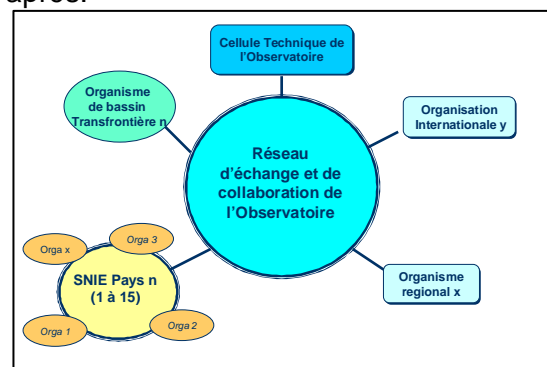 après.
Cellule Technique de
l'Observatoire
Organisme
de bassin
Transfrontière n
Organisation
Internationale y
Réseau
d'échange et de
collaboration de
l'Observatoire
Orga x
Orga 3
SNIE Pays n
(1 à 15)
Orga 1
Orga 2
Organisme
regional x